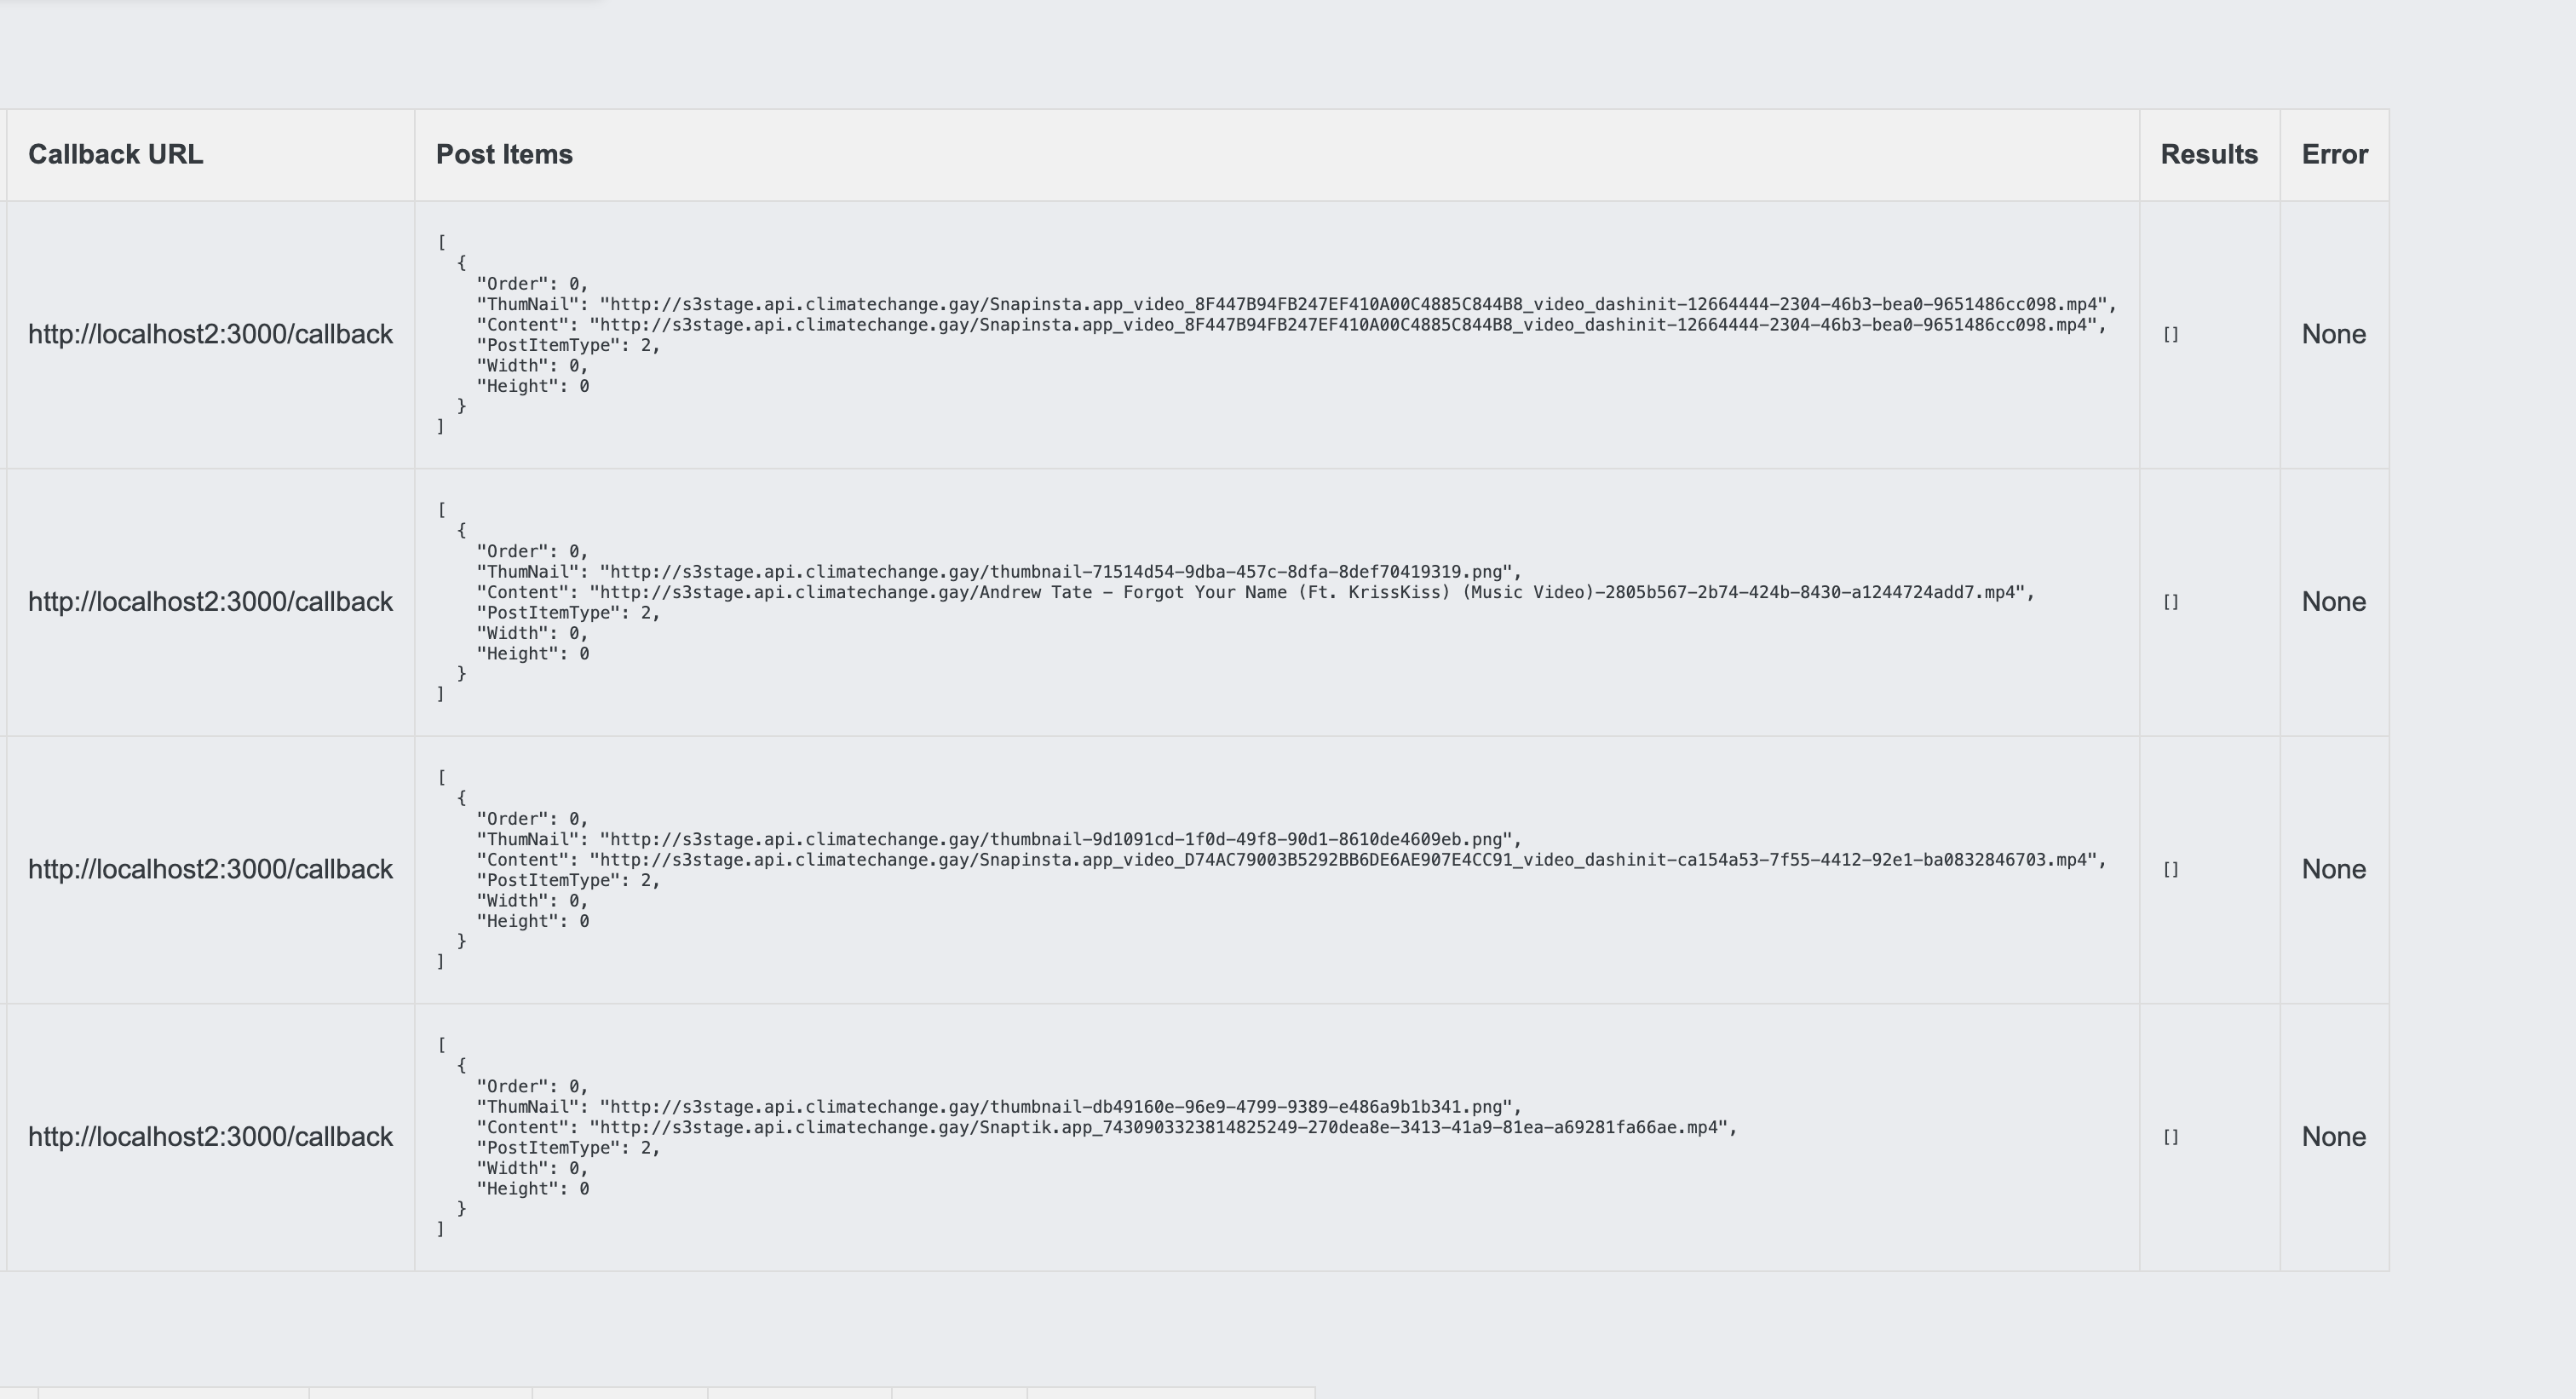 Callback URL Post Items Results Error
http://localhost2:3000/callback
[
{
"Order": 0,
"ThumNail": "http://s3stage.api.climatechange.gay/Snapinsta.app_video_8F447B94FB247EF410A00C4885C844B8_video_dashinit-12664444-2304-46b3-bea0-9651486cc098.mp4",
"Content": "http://s3stage.api.climatechange.gay/Snapinsta.app_video_8F447B94FB247EF410A00C4885C844B8_video_dashinit-12664444-2304-46b3-bea0-9651486cc098.mp4",
"PostItemType": 2,
"Width": 0,
"Height": 0
}
]
[]
None
http://localhost2:3000/callback
[
{
"Order": 0,
"ThumNail": "http://s3stage.api.climatechange.gay/thumbnail-71514d54-9dba-457c-8dfa-8def70419319.png",
"Content": "http://s3stage.api.climatechange.gay/Andrew Tate - Forgot Your Name (Ft. KrissKiss) (Music Video)-2805b567-2b74-424b-8430-a1244724add7.mp4",
"PostItemType": 2,
"Width": 0,
"Height": 0
}
]
[]
None
http://localhost2:3000/callback
[
{
"Order": 0,
"ThumNail": "http://s3stage.api.climatechange.gay/thumbnail-9d1091cd-1f0d-49f8-90d1-8610de4609eb.png",
"Content": "http://s3stage.api.climatechange.gay/Snapinsta.app_video_D74AC79003B5292BB6DE6AE907E4CC91_video_dashinit-ca154a53-7f55-4412-92e1-ba0832846703.mp4",
"PostItemType": 2,
"Width": 0,
"Height": 0
}
]
[]
None
http://localhost2:3000/callback
[
{
"Order": 0,
"ThumNail": "http://s3stage.api.climatechange.gay/thumbnail-db49160e-96e9-4799-9389-e486a9b1b341.png",
"Content": "http://s3stage.api.climatechange.gay/Snaptik.app_7430903323814825249-270dea8e-3413-41a9-81ea-a69281fa66ae.mp4",
"PostItemType": 2,
"Width": 0,
"Height": 0
}
]
[]
None